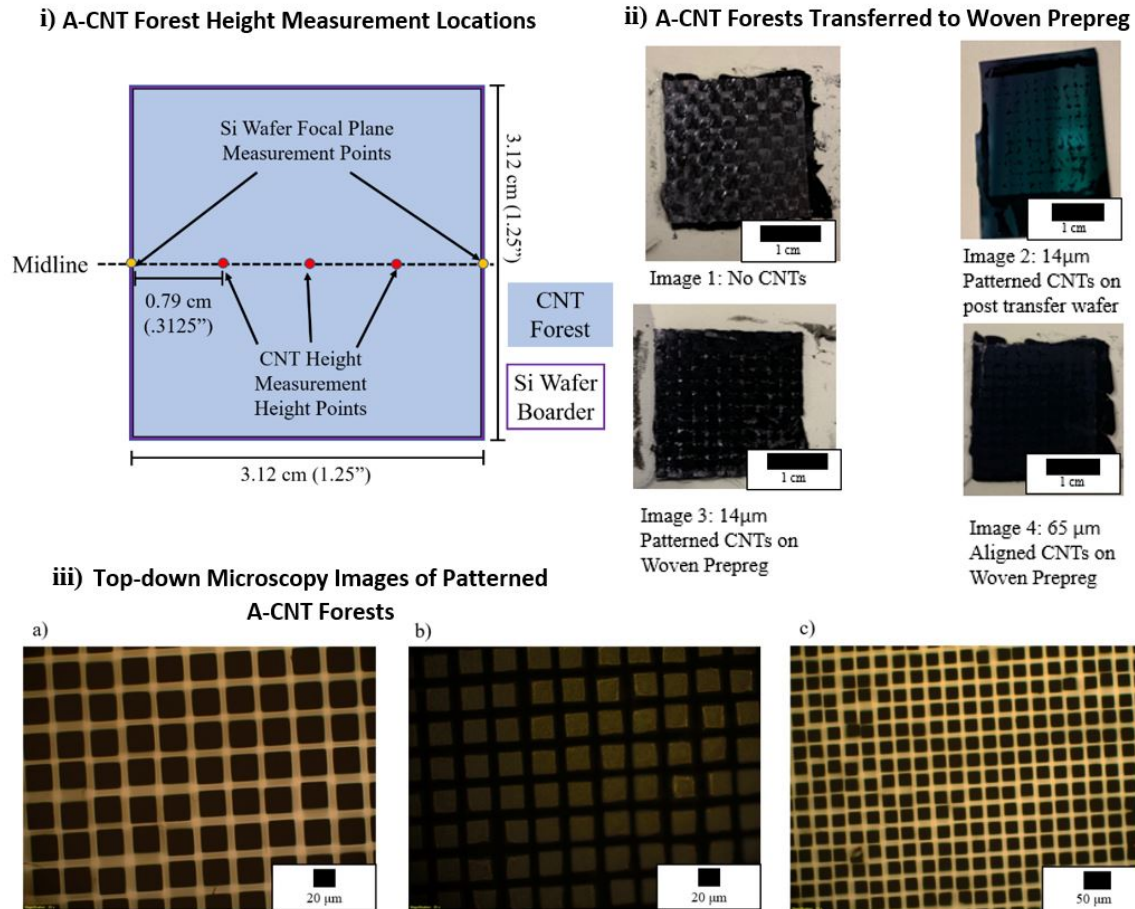 i) A-CNT Forest Height Measurement Locations
Si Wafer Focal Plane
Measurement Points
Midline
0.79 cm
(.3125”)
CNT Height
Measurement
Height Points
3.12 cm (1.25”)
3.12 cm (1.25”)
CNT
Forest
Si Wafer
Boarder
ii) A-CNT Forests Transferred to Woven Prepreg
1 cm
Image 1: No CNTs
1 cm
Image 2: 14μm
Patterned CNTs on
post transfer wafer
1 cm
Image 3: 14μm
Patterned CNTs on
Woven Prepreg
1 cm
Image 4: 65 μm
Aligned CNTs on
Woven Prepreg
iii) Top-down Microscopy Images of Patterned
A-CNT Forests
a)
20 μm
b)
20 μm
c)
50 μm